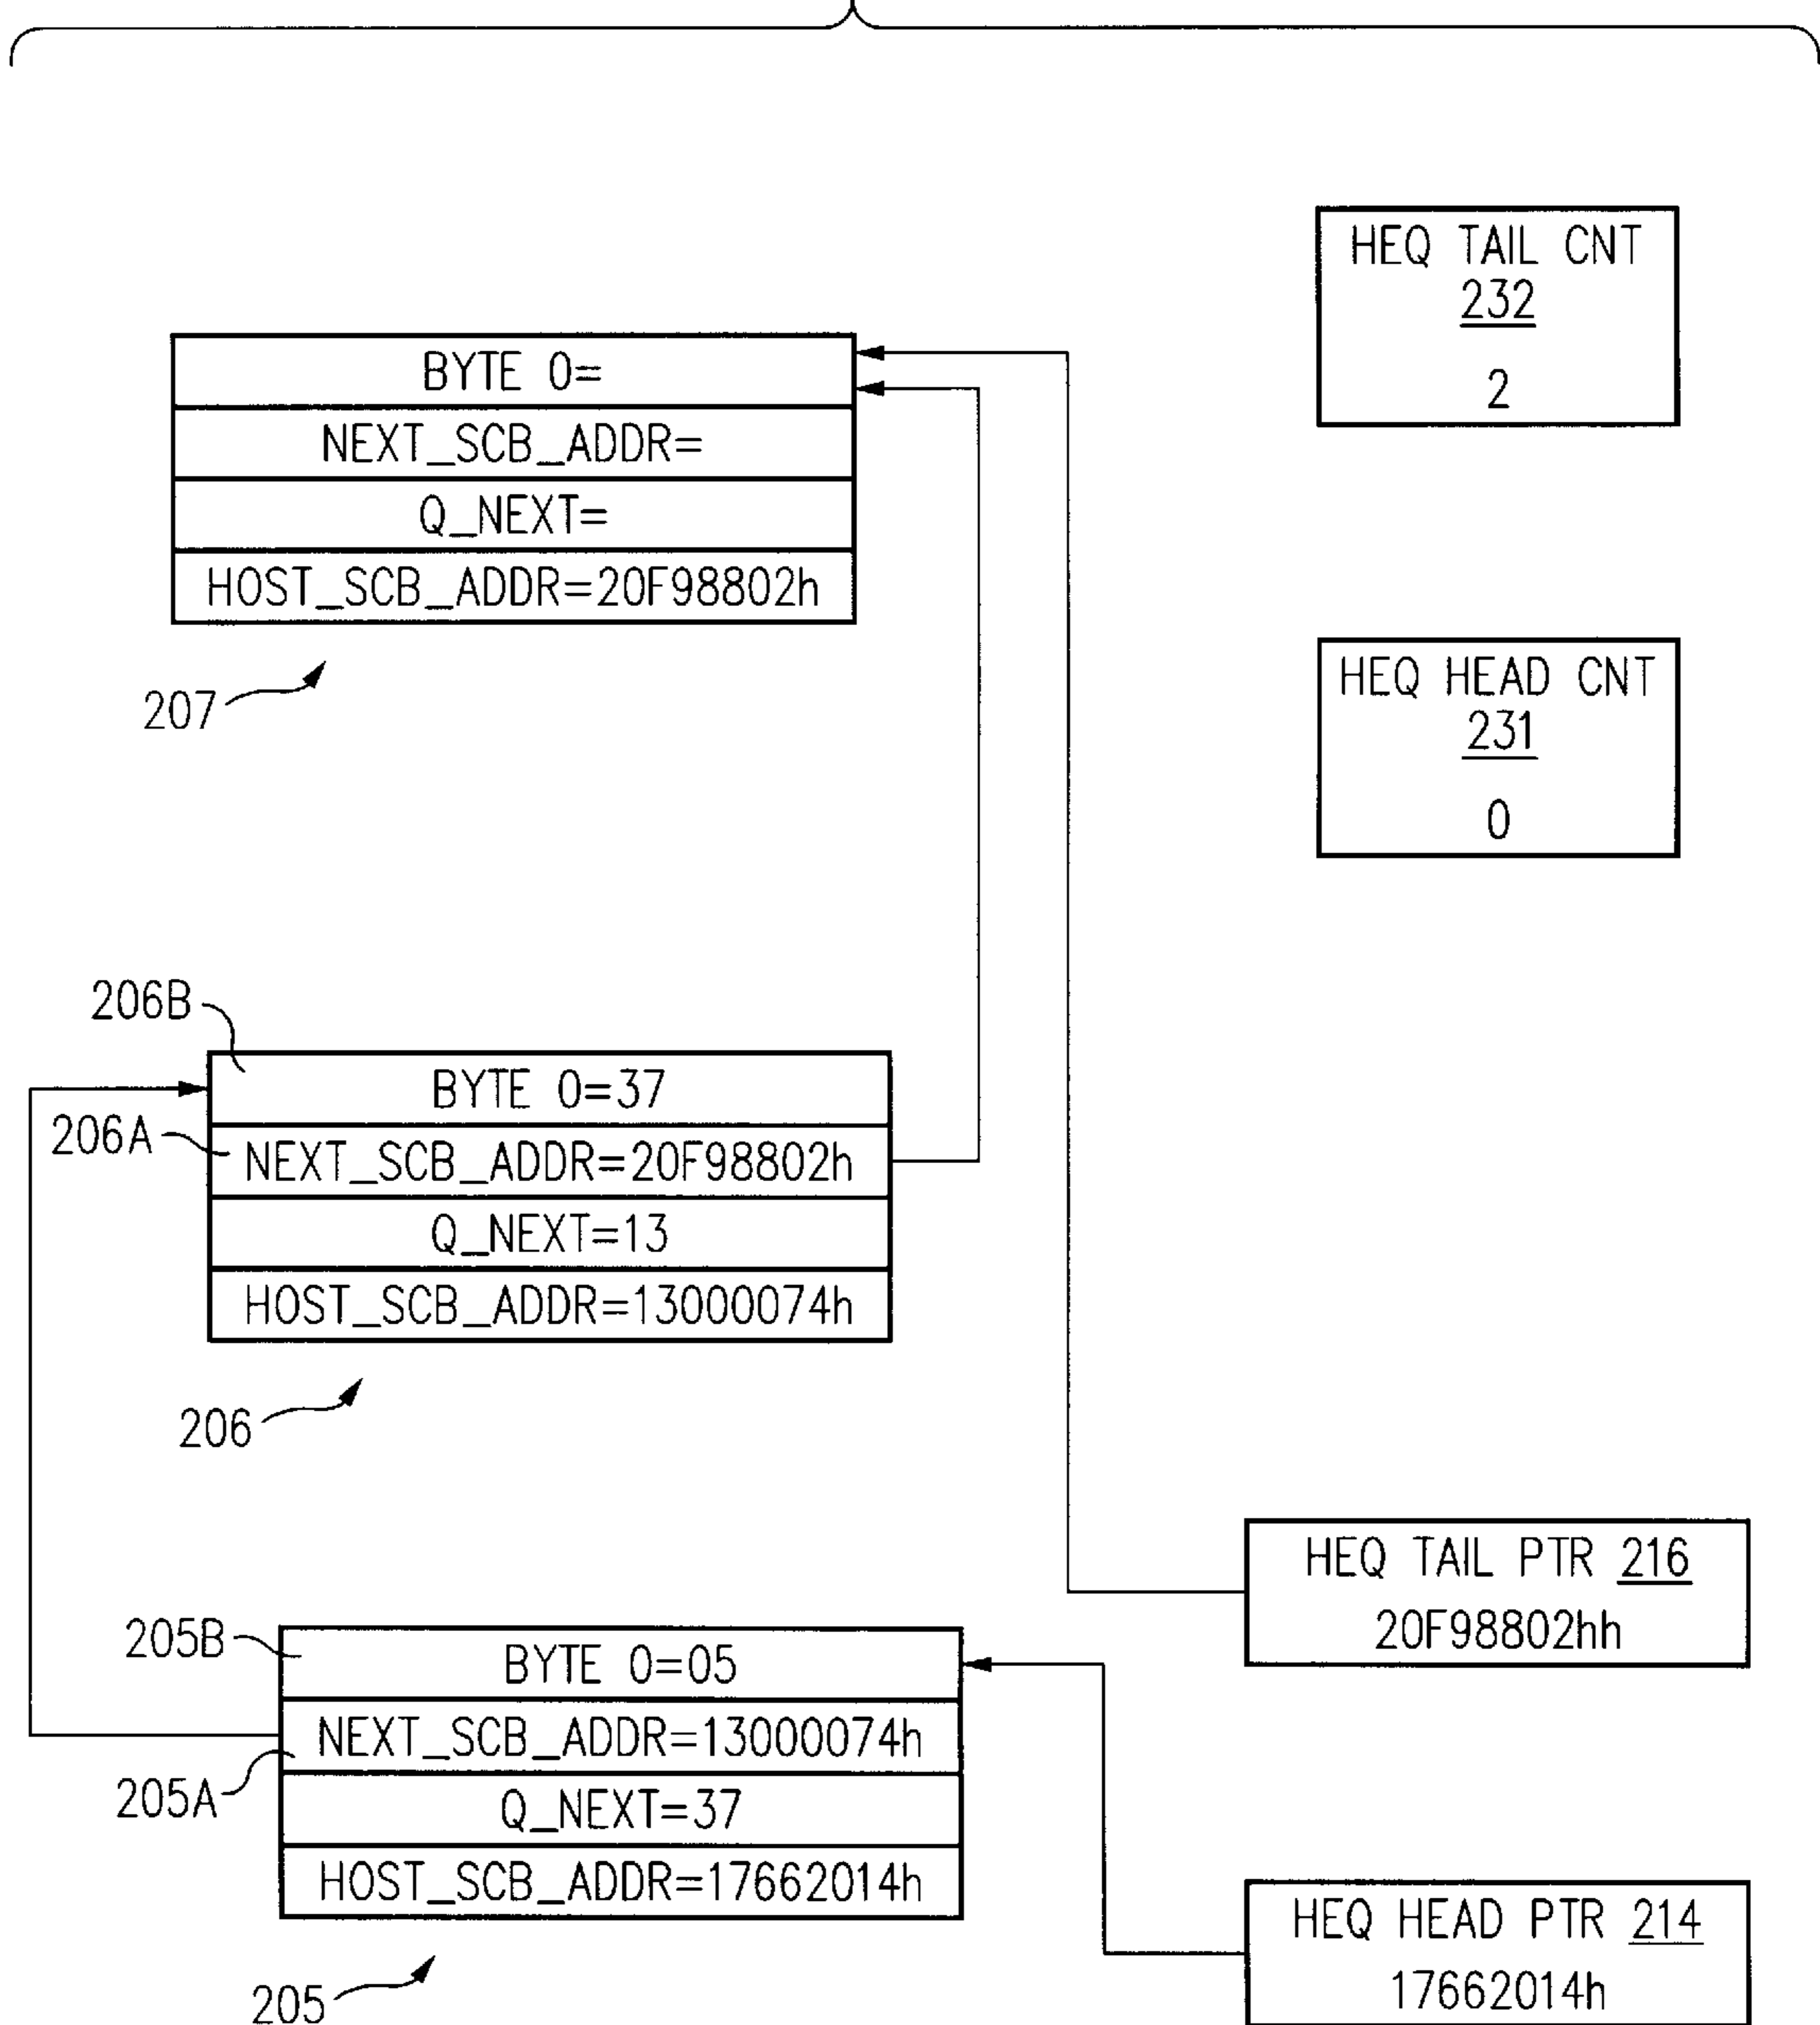 HEQ TAIL CNT
232
2
BYTE 0=
NEXT_SCB_ADDR=
Q_NEXT=
HOST_SCB_ADDR=20F98802h
207
HEQ HEAD CNT
231
0
206B
BYTE 0=37
206A
NEXT_SCB_ADDR=20F98802h
Q_NEXT=13
HOST_SCB_ADDR=13000074h
206
HEQ TAIL PTR 216
20F98802hh
205B
BYTE 0=05
NEXT_SCB_ADDR=13000074h
205A
Q_NEXT=37
HOST_SCB_ADDR=17662014h
205
HEQ HEAD PTR 214
17662014h